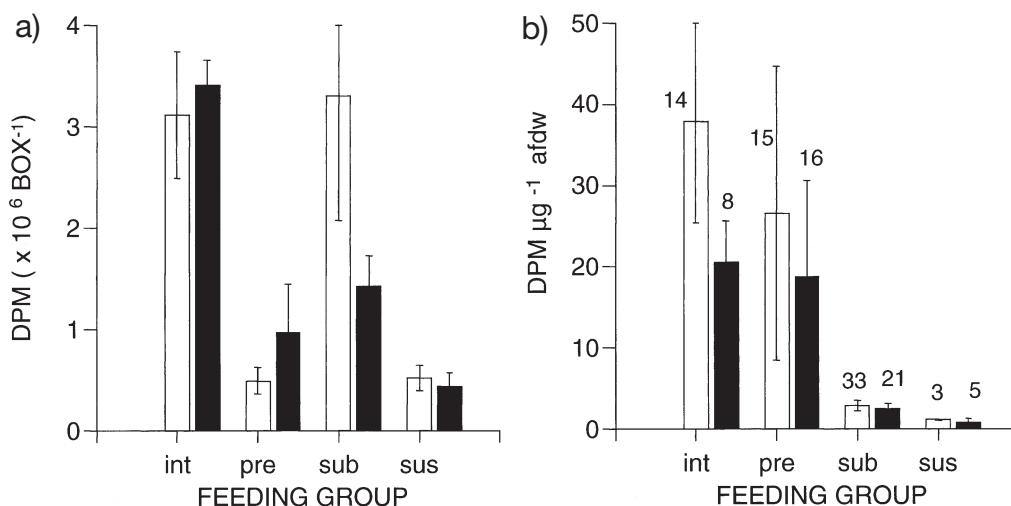 a)
DPM ( x 10 6 BOX-1)
4
3
2
1
0
int pre sub sus
FEEDING GROUP
b)
DPM µg -1 afdw
50
40
30
20
10
0
14
8
15
16
33
21
3
5
int pre sub sus
FEEDING GROUP